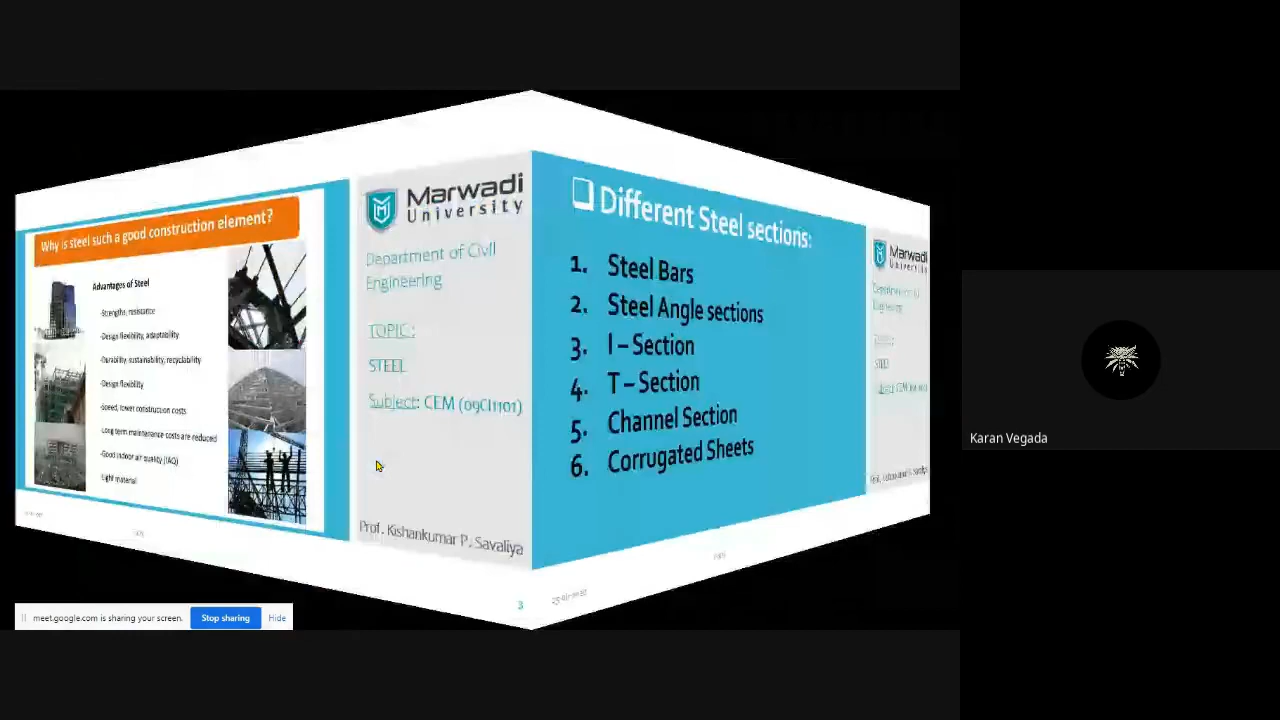 Why is steel such a good construction element?
Advantages of Steel
-Strengths, resistance
-Design flexibility, adaptability
-Durability, sustainability, recyclability
-Design flexibility
-Speed, lower construction costs
-Long term maintenance costs are reduced
-Good indoor air quality (IAQ)
-Light material
Marwadi
University
Department of Civil
Engineering
TOPIC:
STEEL
Subject: CEM (09CI1101)
Prof. Kishankumar P. Savaliya
3
❑ Different Steel sections:
1. Steel Bars
2. Steel Angle sections
3. I – Section
4. T – Section
5. Channel Section
6. Corrugated Sheets
Marwadi
University
STEEL
meet.google.com is sharing your screen.
Stop sharing
Hide
Karan Vegada